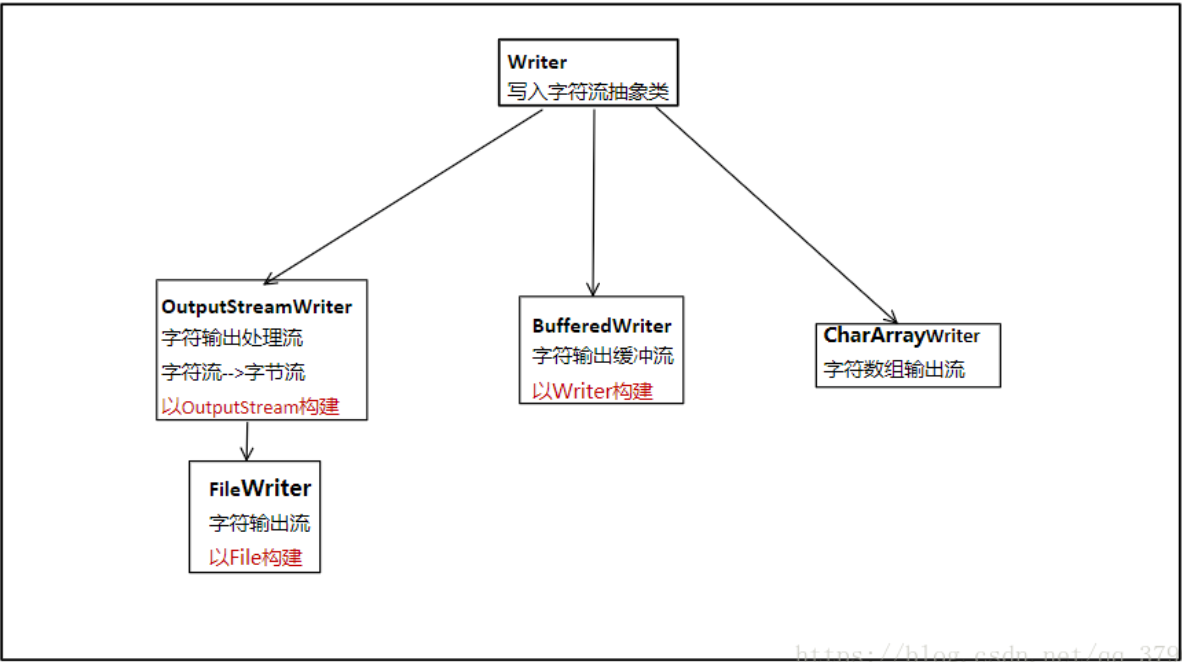 Writer
写入字符流抽象类
OutputStreamWriter
字符输出处理流
字符流-->字节流
以OutputStream构建
BufferedWriter
字符输出缓冲流
以Writer构建
CharArrayWriter
字符数组输出流
FileWriter
字符输出流
以File构建
https://blog.csdn.net/qq_379